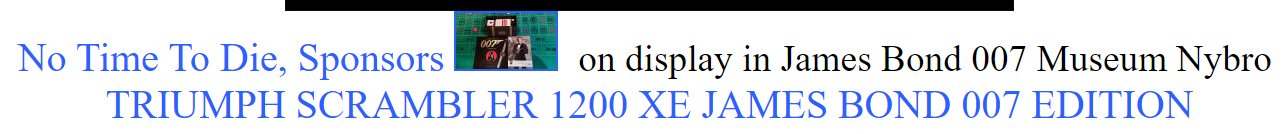 No Time To Die, Sponsors 007 on display in James Bond 007 Museum Nybro
TRIUMPH SCRAMBLER 1200 XE JAMES BOND 007 EDITION